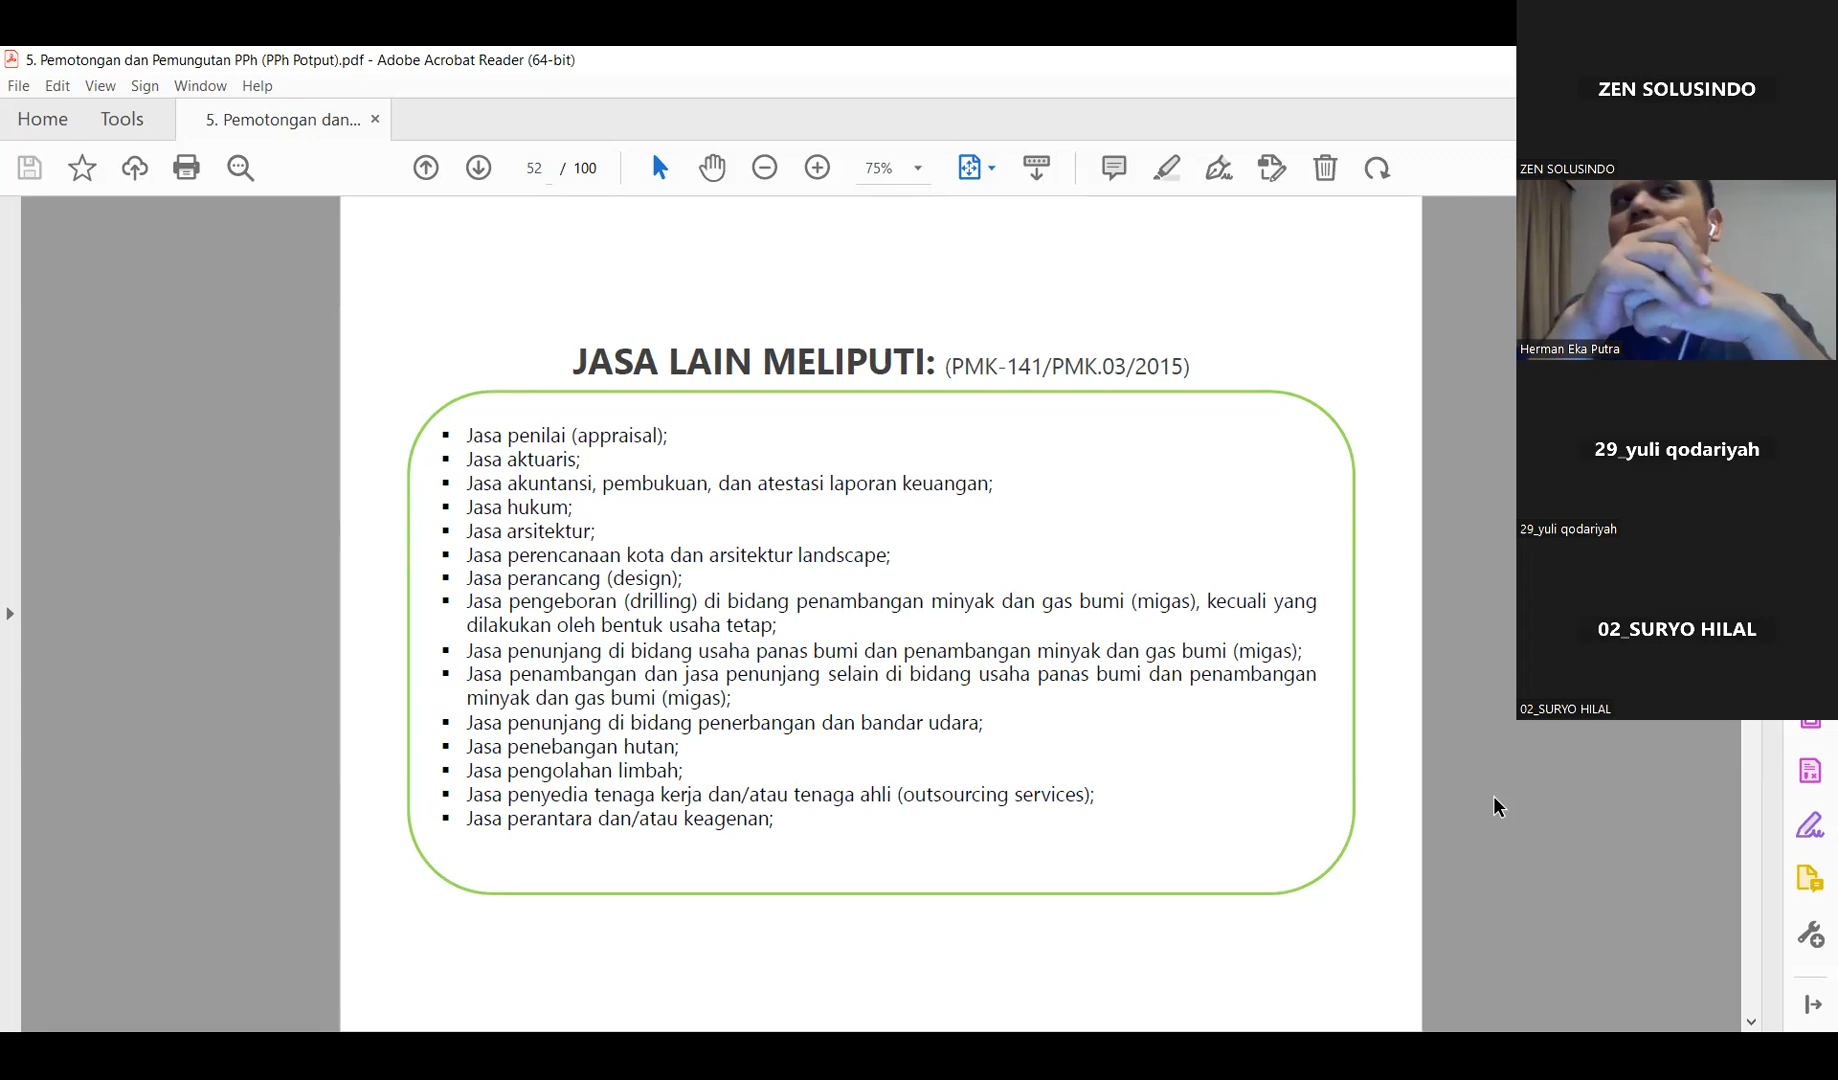 5. Pemotongan dan Pemungutan PPh (PPh Potput).pdf - Adobe Acrobat Reader (64-bit)
File Edit View Sign Window Help
Home Tools 5. Pemotongan dan... ×
52 / 100 75%
JASA LAIN MELIPUTI: (PMK-141/PMK.03/2015)
▪ Jasa penilai (appraisal);
▪ Jasa aktuaris;
▪ Jasa akuntansi, pembukuan, dan atestasi laporan keuangan;
▪ Jasa hukum;
▪ Jasa arsitektur;
▪ Jasa perencanaan kota dan arsitektur landscape;
▪ Jasa perancang (design);
▪ Jasa pengeboran (drilling) di bidang penambangan minyak dan gas bumi (migas), kecuali yang
dilakukan oleh bentuk usaha tetap;
▪ Jasa penunjang di bidang usaha panas bumi dan penambangan minyak dan gas bumi (migas);
▪ Jasa penambangan dan jasa penunjang selain di bidang usaha panas bumi dan penambangan
minyak dan gas bumi (migas);
▪ Jasa penunjang di bidang penerbangan dan bandar udara;
▪ Jasa penebangan hutan;
▪ Jasa pengolahan limbah;
▪ Jasa penyedia tenaga kerja dan/atau tenaga ahli (outsourcing services);
▪ Jasa perantara dan/atau keagenan;
ZEN SOLUSINDO
ZEN SOLUSINDO
Herman Eka Putra
29_yuli qodariyah
29_yuli qodariyah
02_SURYO HILAL
02_SURYO HILAL